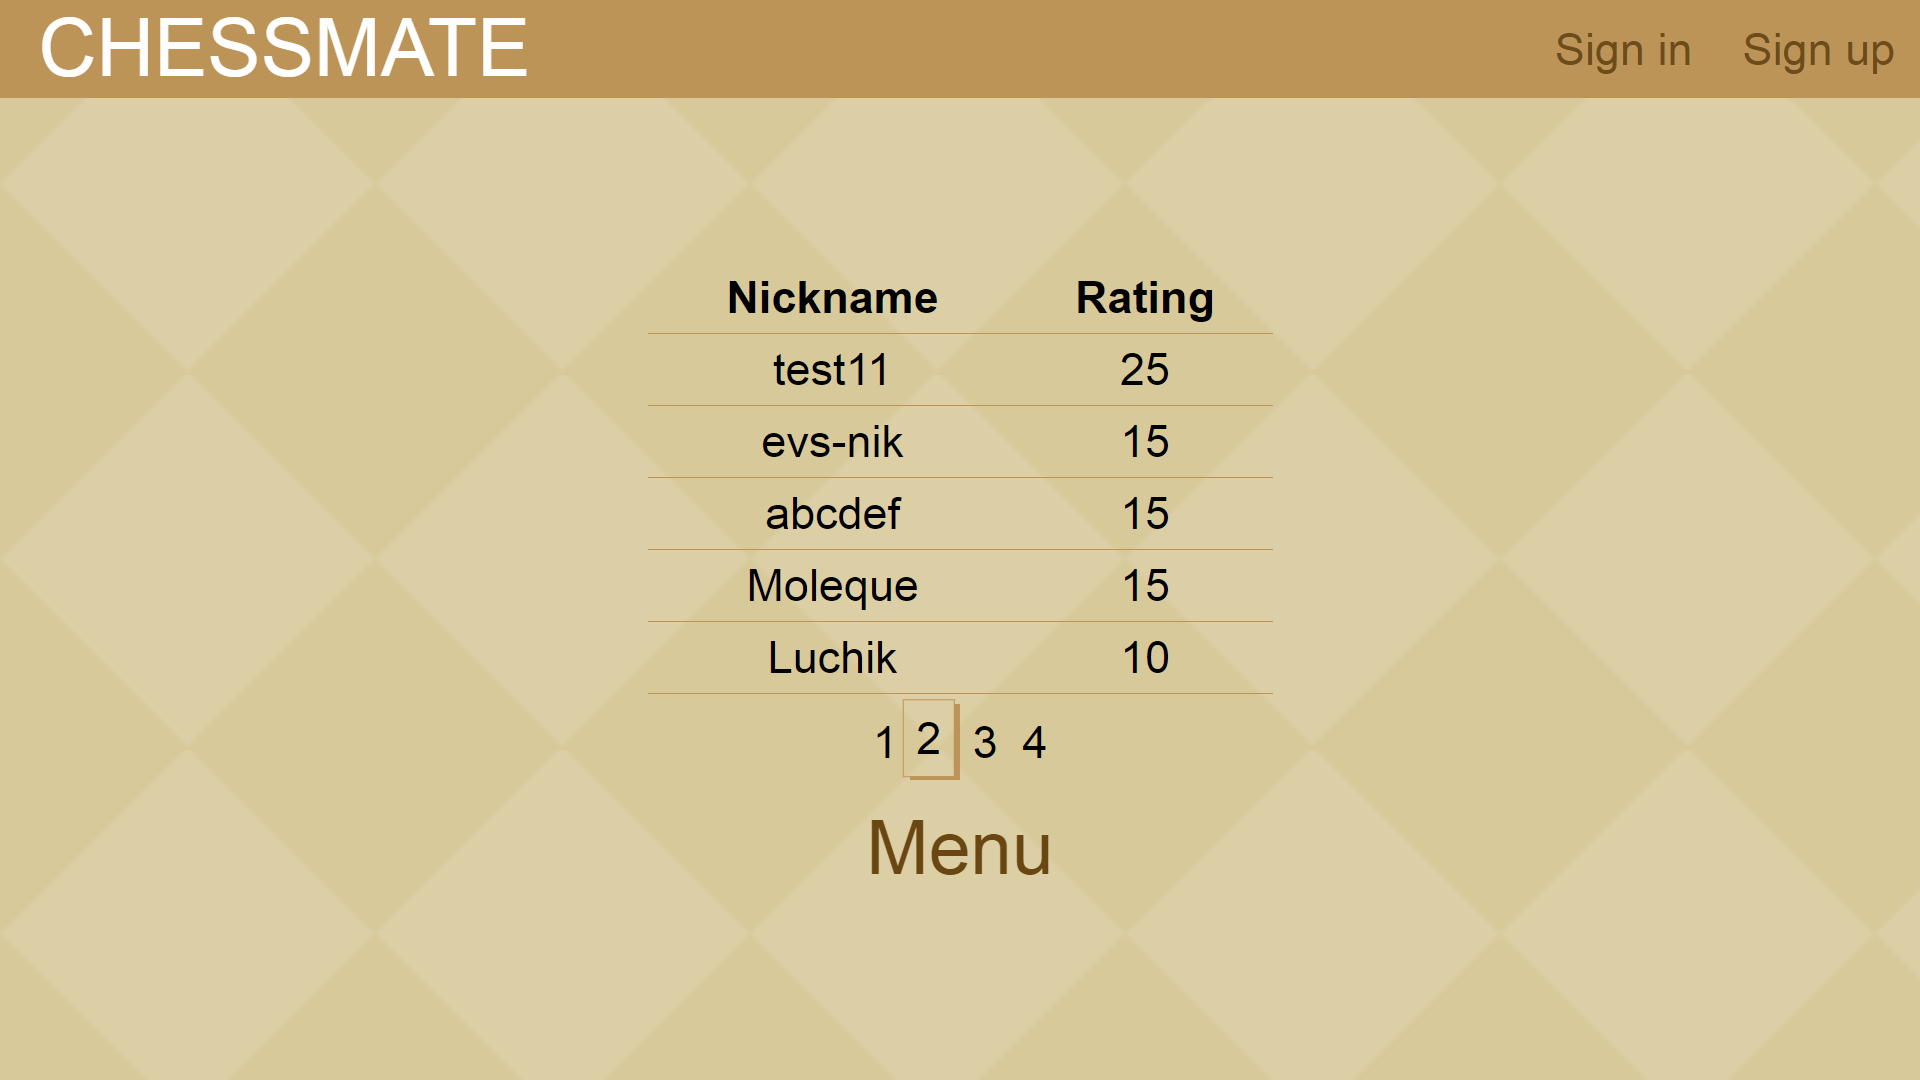 CHESSMATE Sign in Sign up
Nickname Rating
test11 25
evs-nik 15
abcdef 15
Moleque 15
Luchik 10
1 2 3 4
Menu